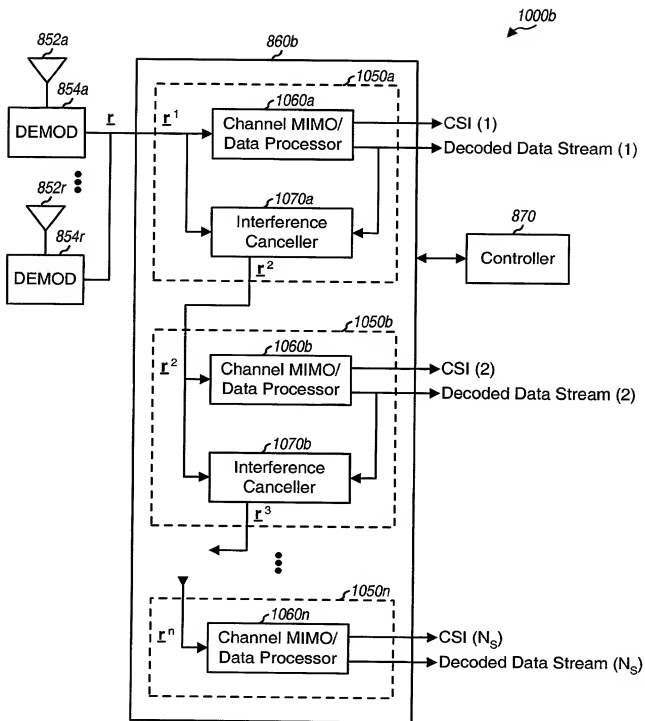 1000b
852a
854a
DEMOD
r
852r
854r
DEMOD
860b
1050a
r¹
1060a
Channel MIMO/
Data Processor
CSI (1)
Decoded Data Stream (1)
1070a
Interference
Canceller
r²
870
Controller
1050b
r²
1060b
Channel MIMO/
Data Processor
CSI (2)
Decoded Data Stream (2)
1070b
Interference
Canceller
r³
1050n
rⁿ
1060n
Channel MIMO/
Data Processor
CSI (Nₛ)
Decoded Data Stream (Nₛ)